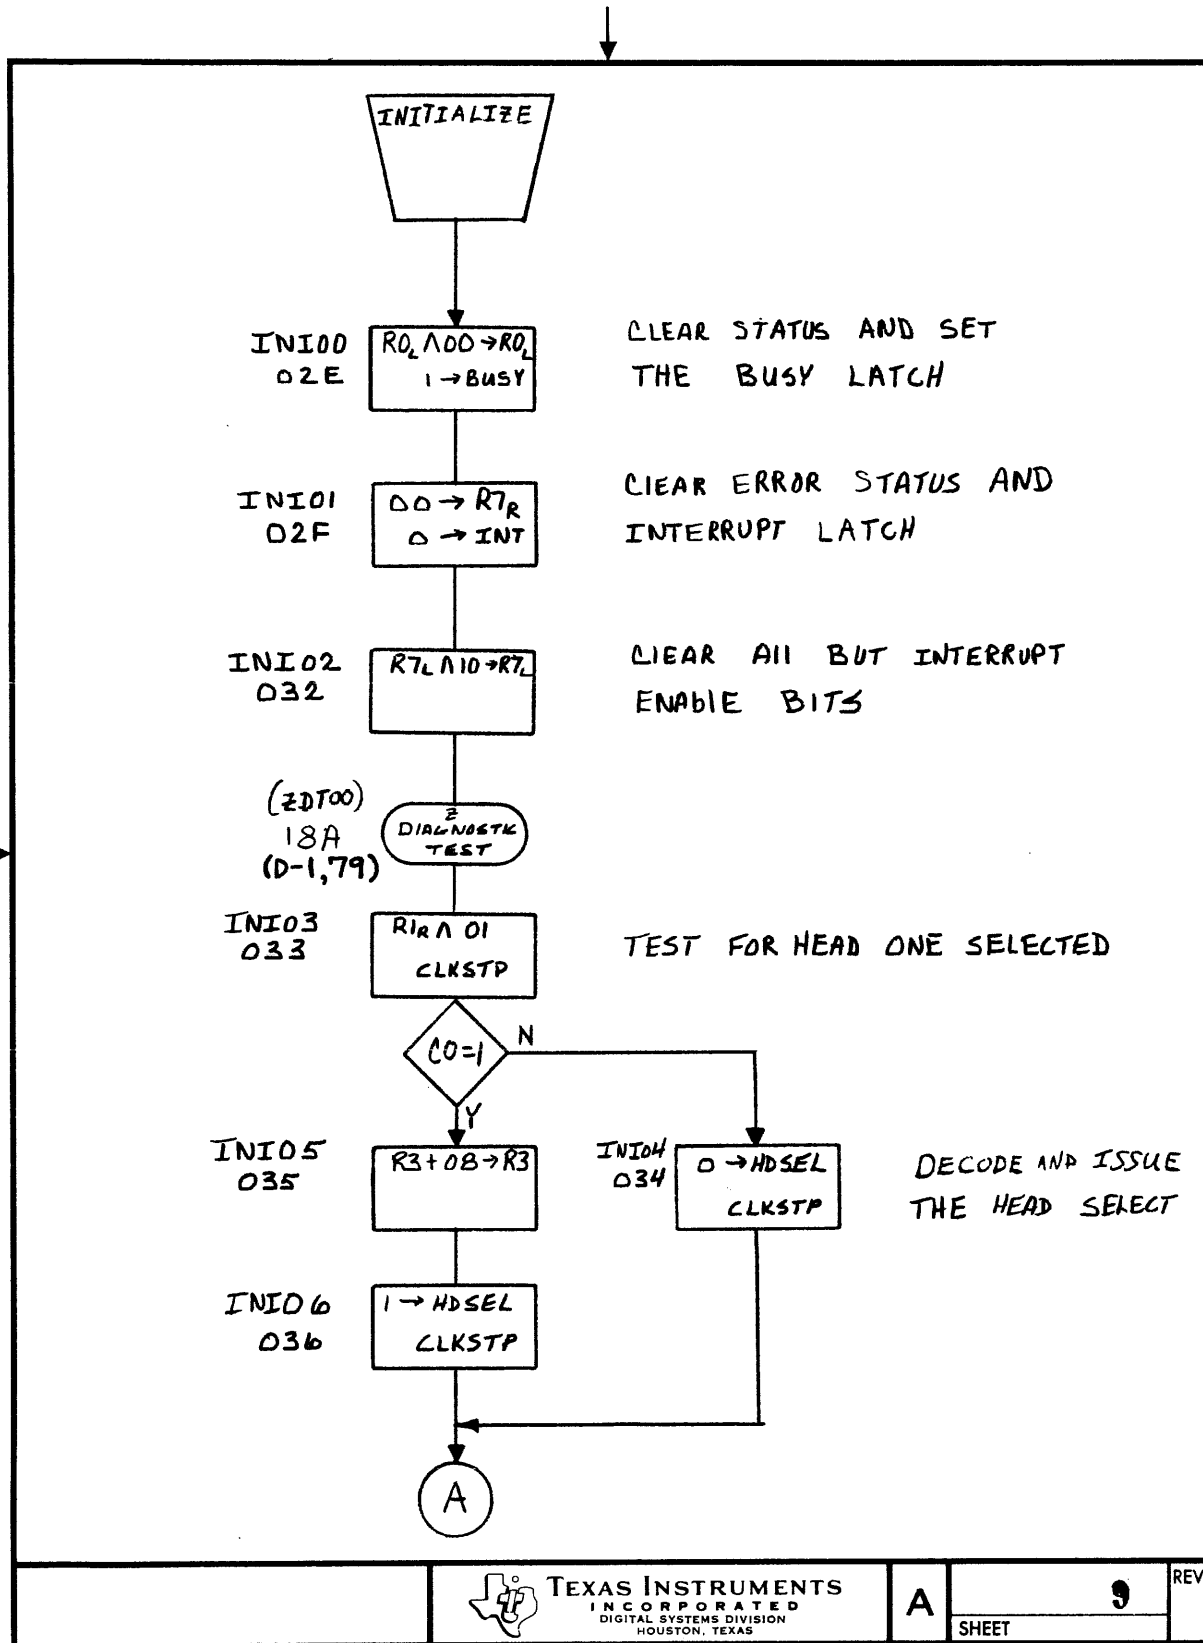 INITIALIZE
INI00
02E
R0L ∧ 00 → R0L
1 → BUSY
CLEAR STATUS AND SET
THE BUSY LATCH
INI01
02F
00 → R7R
0 → INT
ClEAR ERROR STATUS AND
INTERRUPT LATCH
INI02
032
R7L ∧ 10 → R7L
ClEAR All BUT INTERRUPT
ENAblE BITS
(ZDT00)
18A
(D-1,79)
Z
DIAGNOSTIC
TEST
INI03
033
R1R ∧ 01
CLKSTP
TEST FOR HEAD ONE SELECTED
C0=1
N
Y
INI05
035
R3+08→R3
INI04
034
0 → HDSEL
CLKSTP
DECODE AND ISSUE
THE HEAD SELECT
INI06
036
1 → HDSEL
CLKSTP
A
TEXAS INSTRUMENTS
INCORPORATED
DIGITAL SYSTEMS DIVISION
HOUSTON, TEXAS
A
9
SHEET
REV